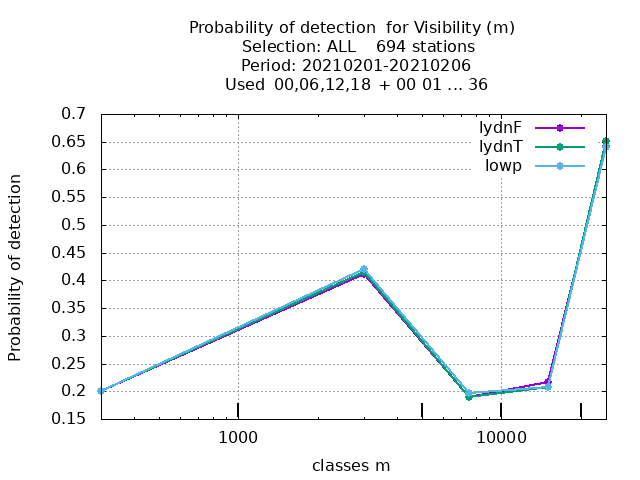 Probability of detection  for Visibility (m)
Selection: ALL    694 stations
Period: 20210201-20210206
Used  00,06,12,18  + 00 01 ... 36
lydnF
lydnT
lowp
Probability of detection
0.7
0.65
0.6
0.55
0.5
0.45
0.4
0.35
0.3
0.25
0.2
0.15
1000
10000
classes m